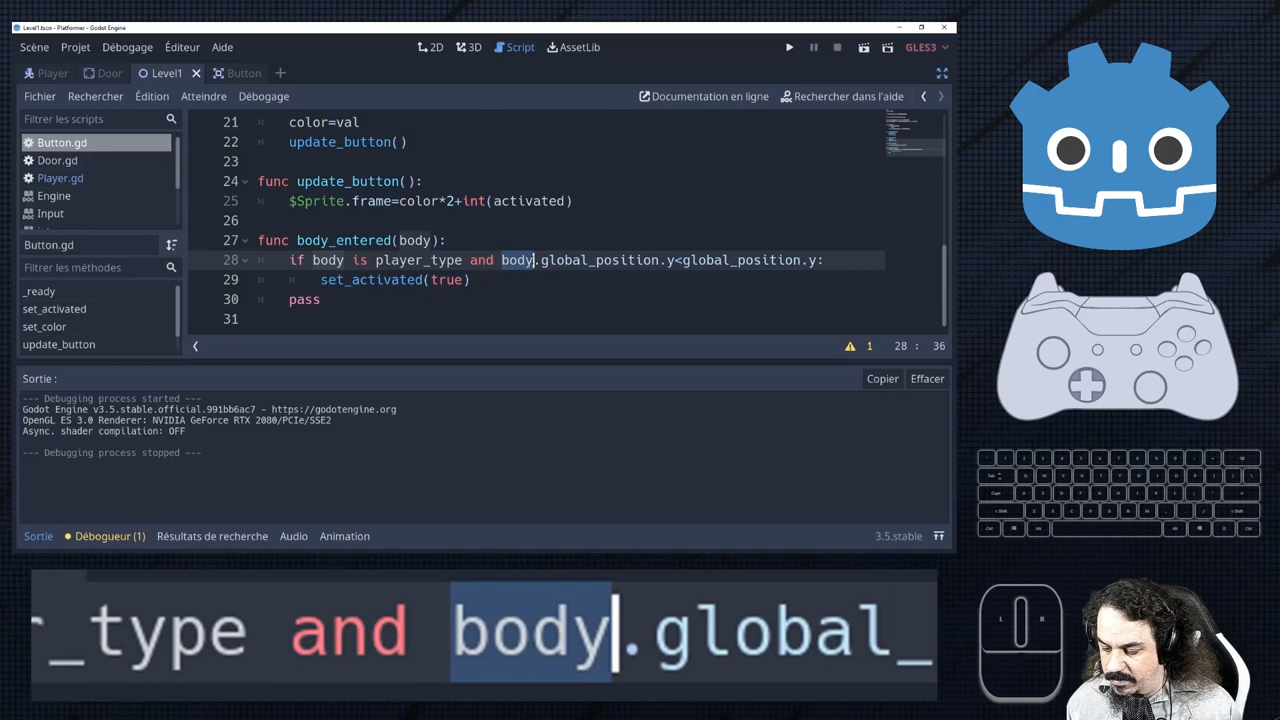 Level1.tscn - Platformer - Godot Engine
Scène Projet Débogage Éditeur Aide
2D 3D Script AssetLib
GLES3
Player Door Level1 Button
Fichier Rechercher Édition Atteindre Débogage
Documentation en ligne Rechercher dans l'aide
Filtrer les scripts
Button.gd
Door.gd
Player.gd
Engine
Input
Button.gd
Filtrer les méthodes
_ready
set_activated
set_color
update_button
21 color=val
22 update_button()
23
24 func update_button():
25 $Sprite.frame=color*2+int(activated)
26
27 func body_entered(body):
28 if body is player_type and body.global_position.y<global_position.y:
29 set_activated(true)
30 pass
31
1 28 : 36
Sortie :
Copier Effacer
--- Debugging process started ---
Godot Engine v3.5.stable.official.991bb6ac7 - https://godotengine.org
OpenGL ES 3.0 Renderer: NVIDIA GeForce RTX 2080/PCIe/SSE2
Async. shader compilation: OFF
--- Debugging process stopped ---
Sortie Débogueur (1) Résultats de recherche Audio Animation
3.5.stable
_type and body.global_
L R